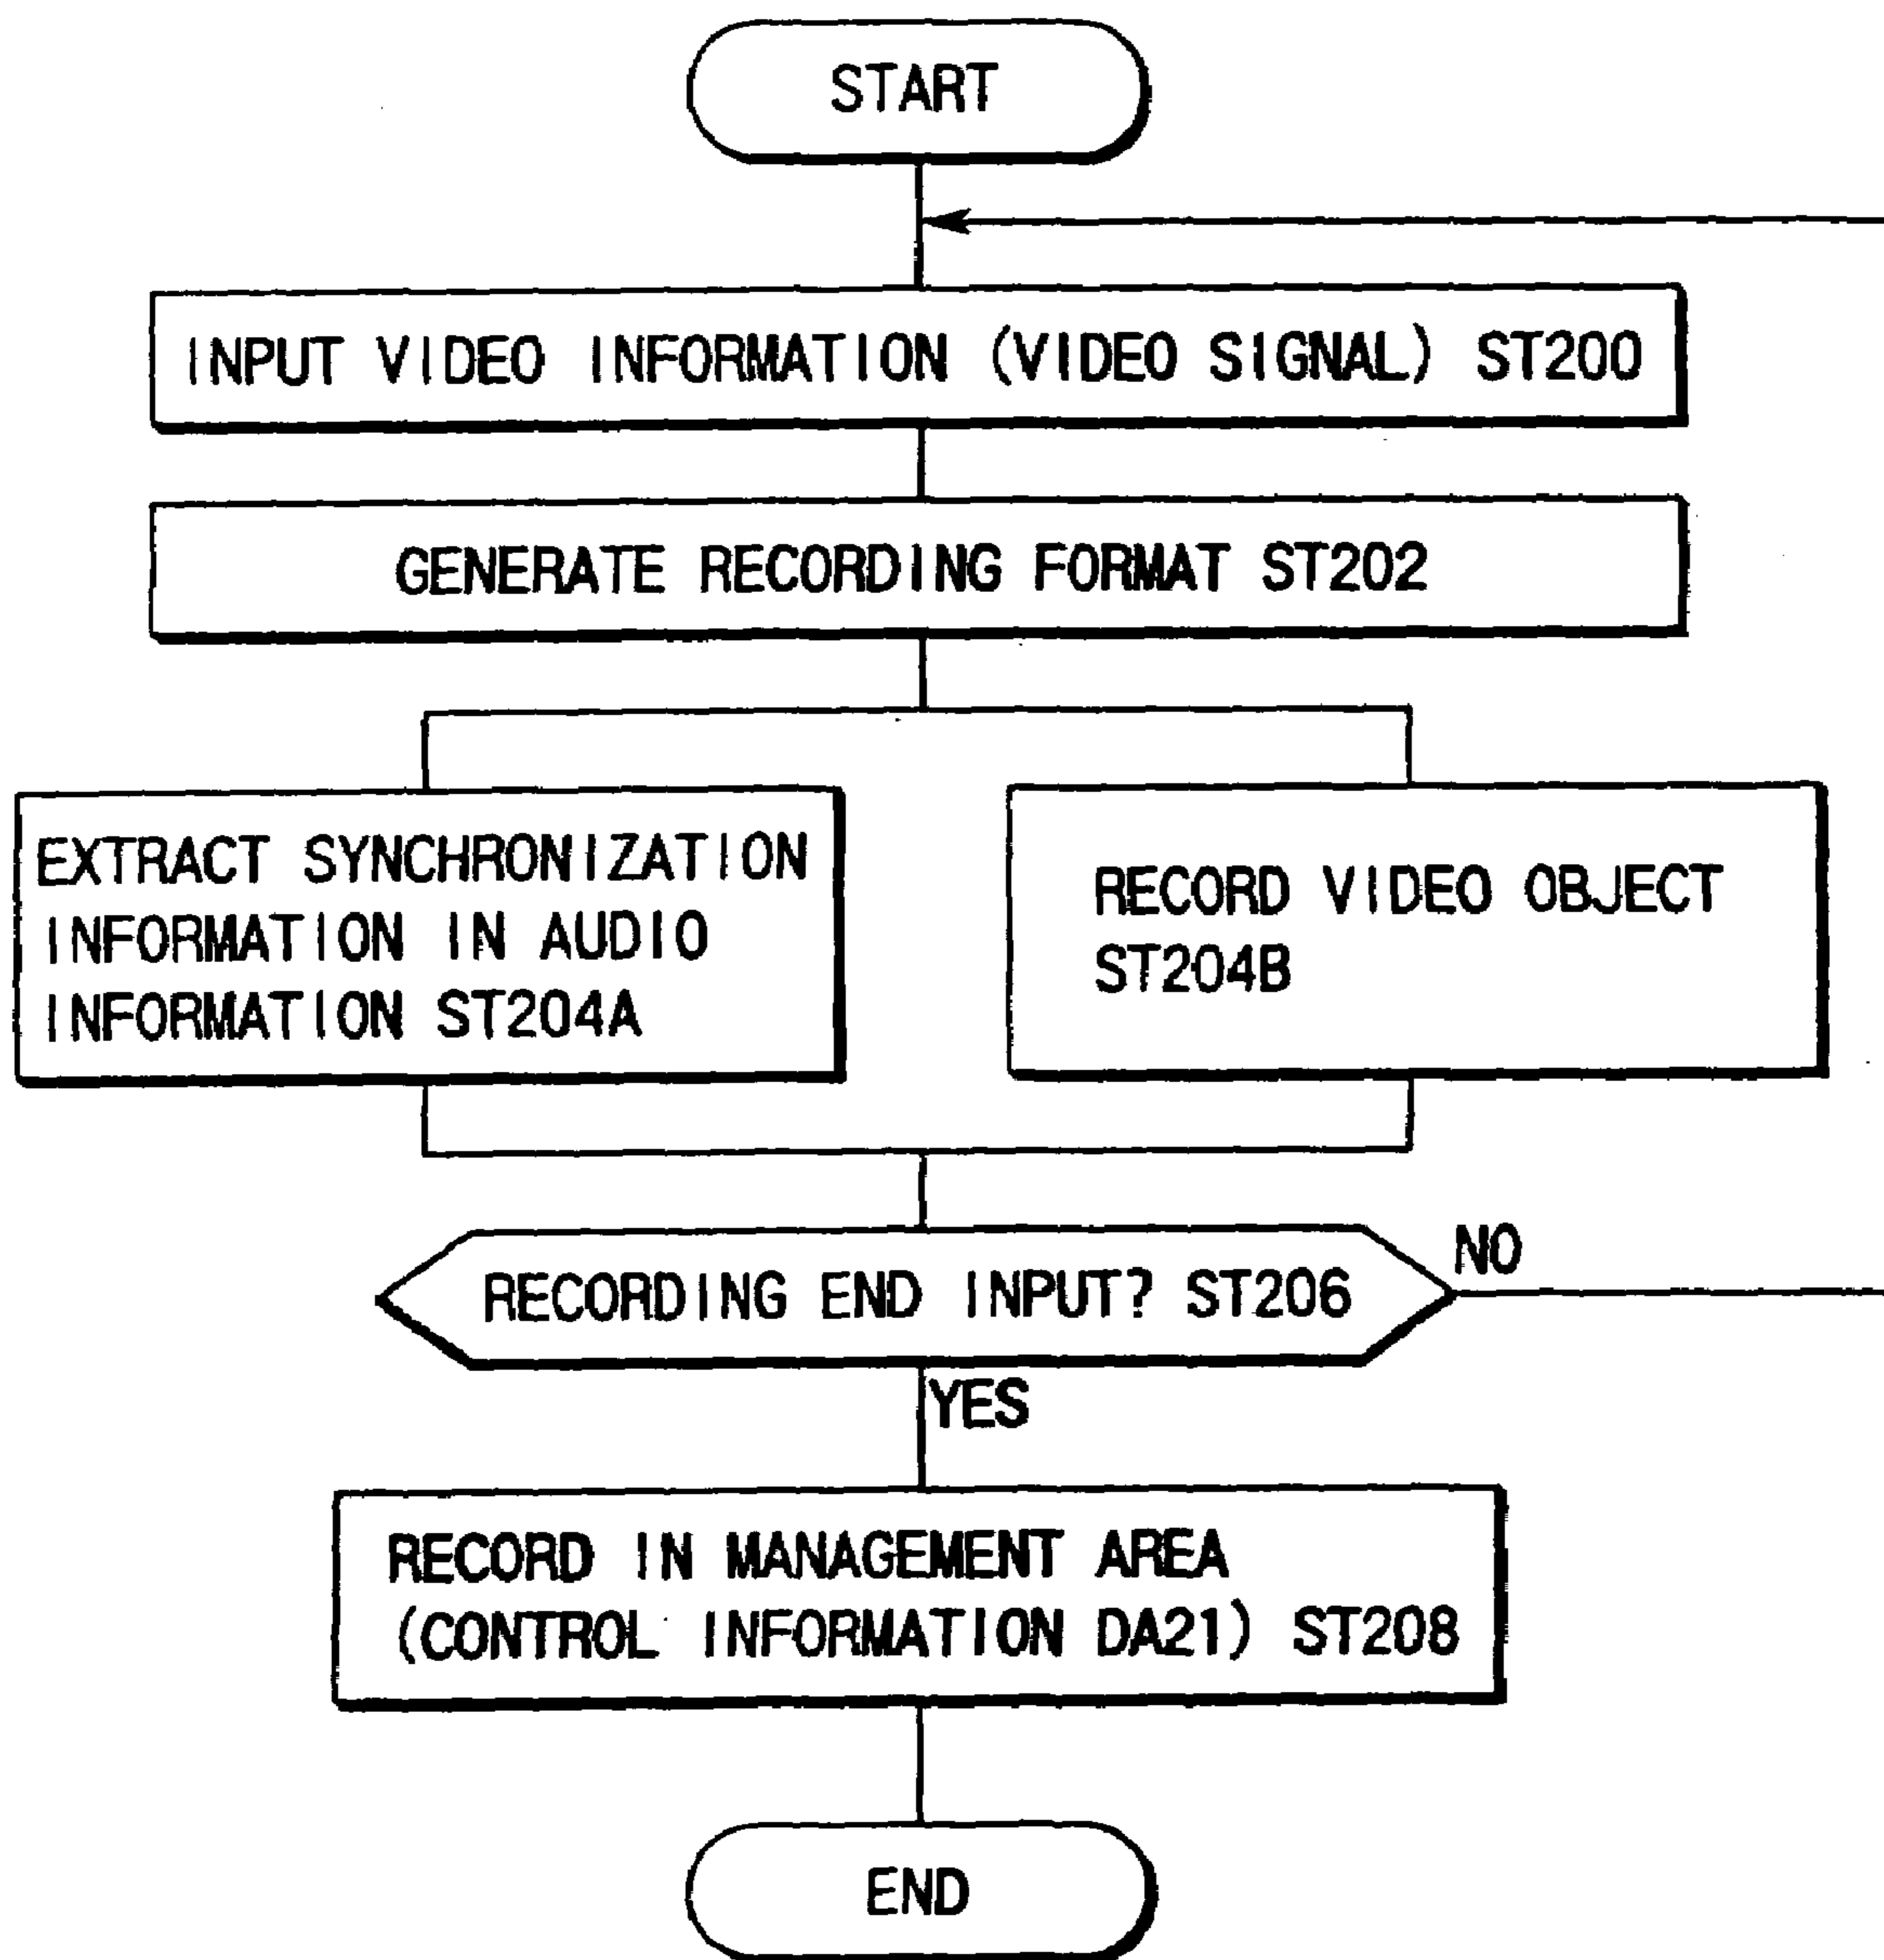 START
INPUT VIDEO INFORMATION (VIDEO SIGNAL) ST200
GENERATE RECORDING FORMAT ST202
EXTRACT SYNCHRONIZATION
INFORMATION IN AUDIO
INFORMATION ST204A
RECORD VIDEO OBJECT
ST204B
RECORDING END INPUT? ST206
NO
YES
RECORD IN MANAGEMENT AREA
(CONTROL INFORMATION DA21) ST208
END